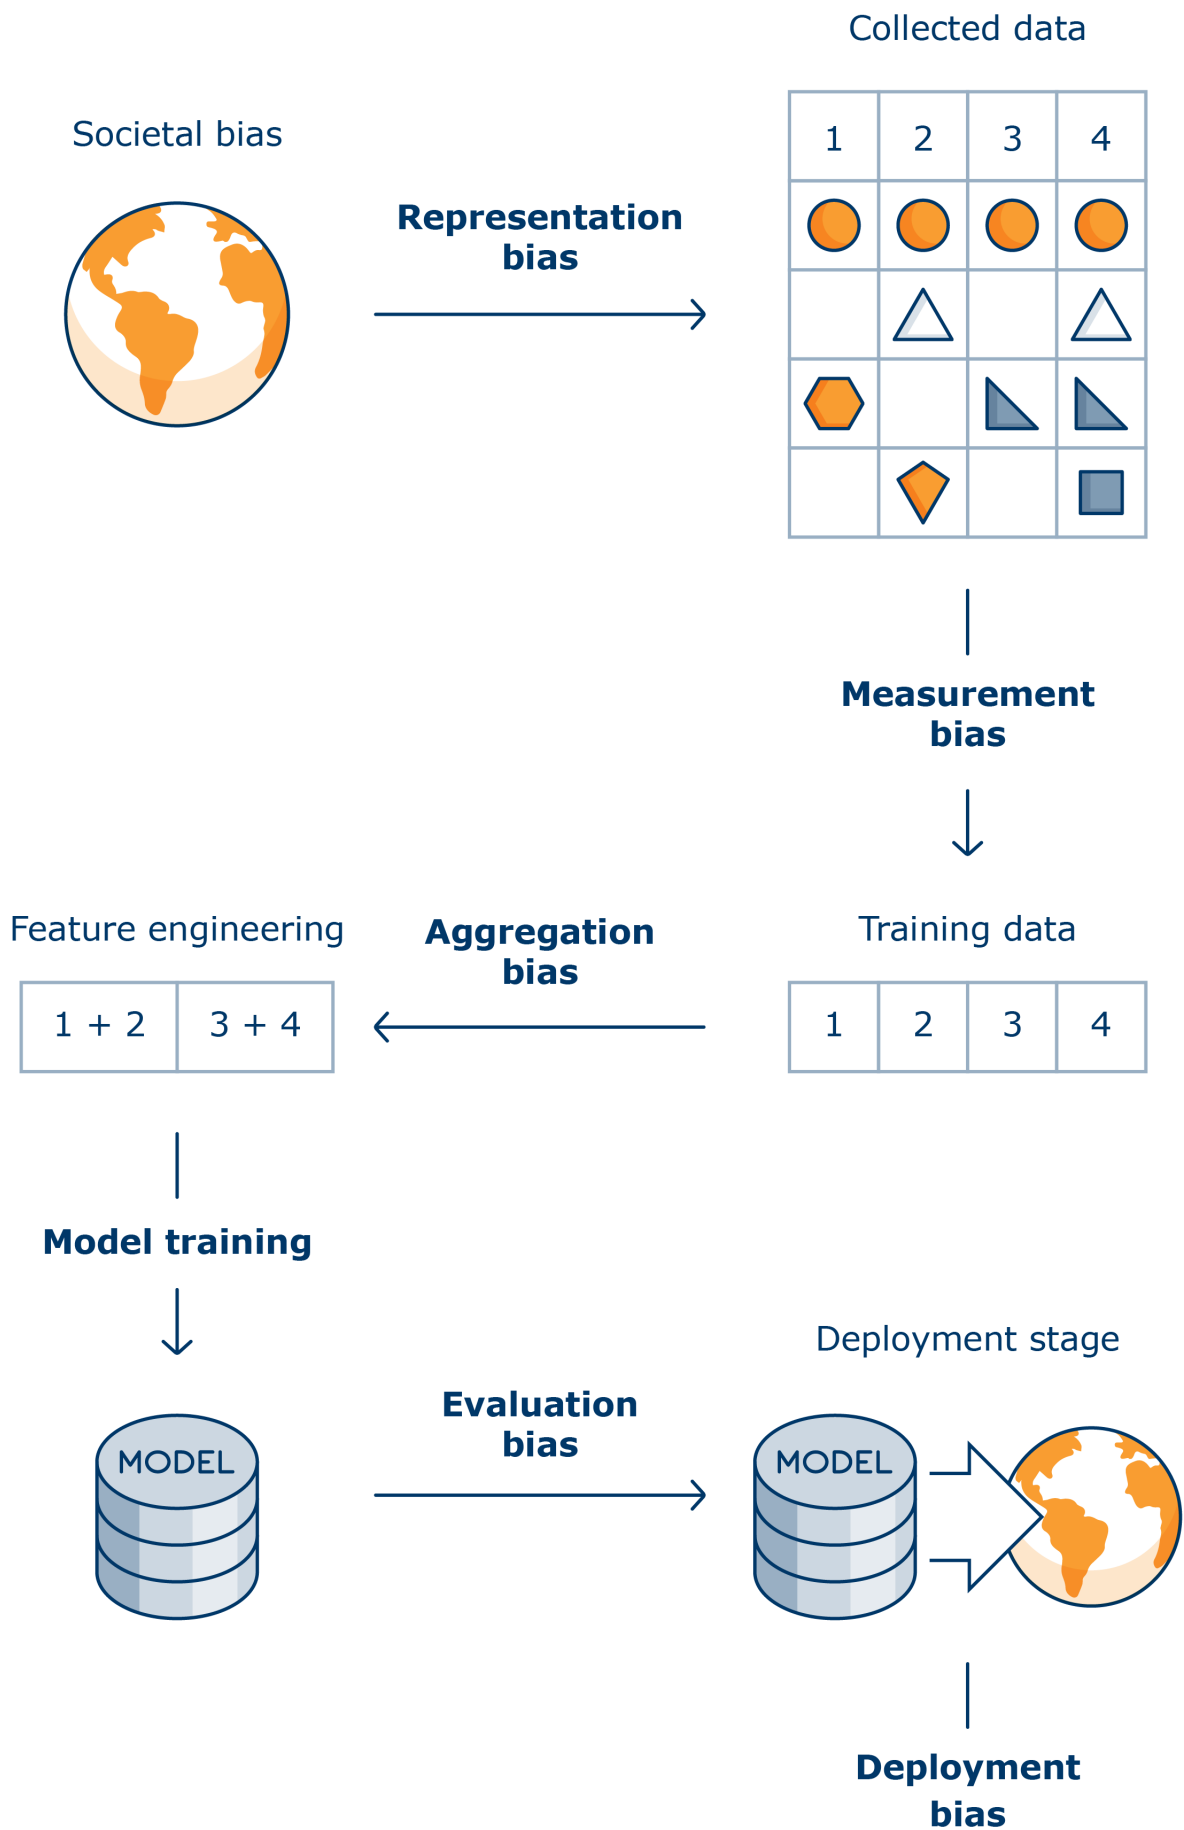 Collected data
Societal bias
1 2 3 4
Representation
bias
Measurement
bias
Feature engineering
Aggregation
bias
Training data
1 + 2 3 + 4
1 2 3 4
Model training
Deployment stage
Evaluation
bias
MODEL
MODEL
Deployment
bias